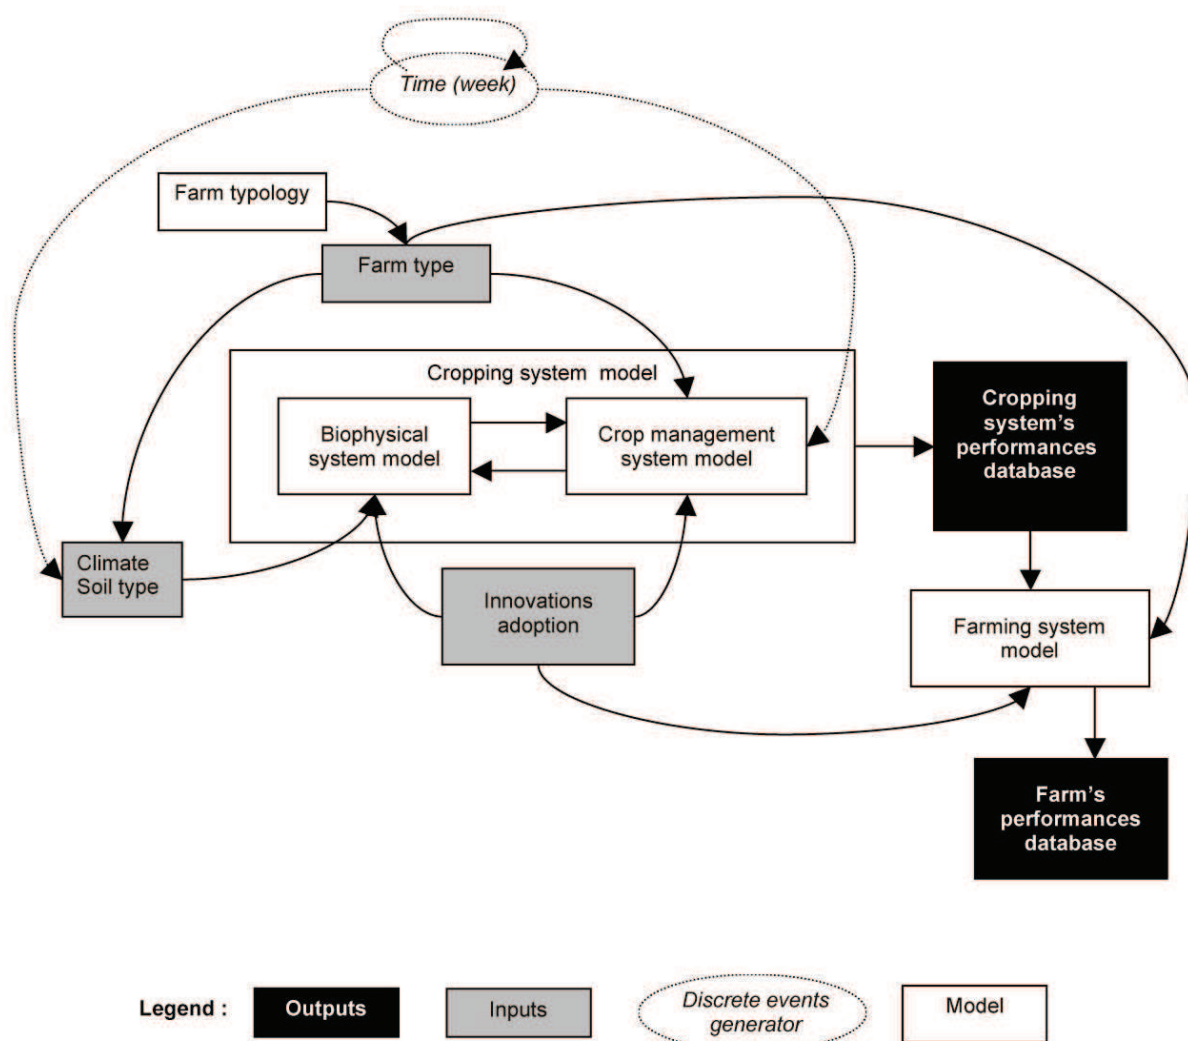 Time (week)
Farm typology
Farm type
Cropping system model
Biophysical
system model
Crop management
system model
Cropping
system’s
performances
database
Climate
Soil type
Innovations
adoption
Farming system
model
Farm’s
performances
database
Legend :
Outputs
Inputs
Discrete events
generator
Model